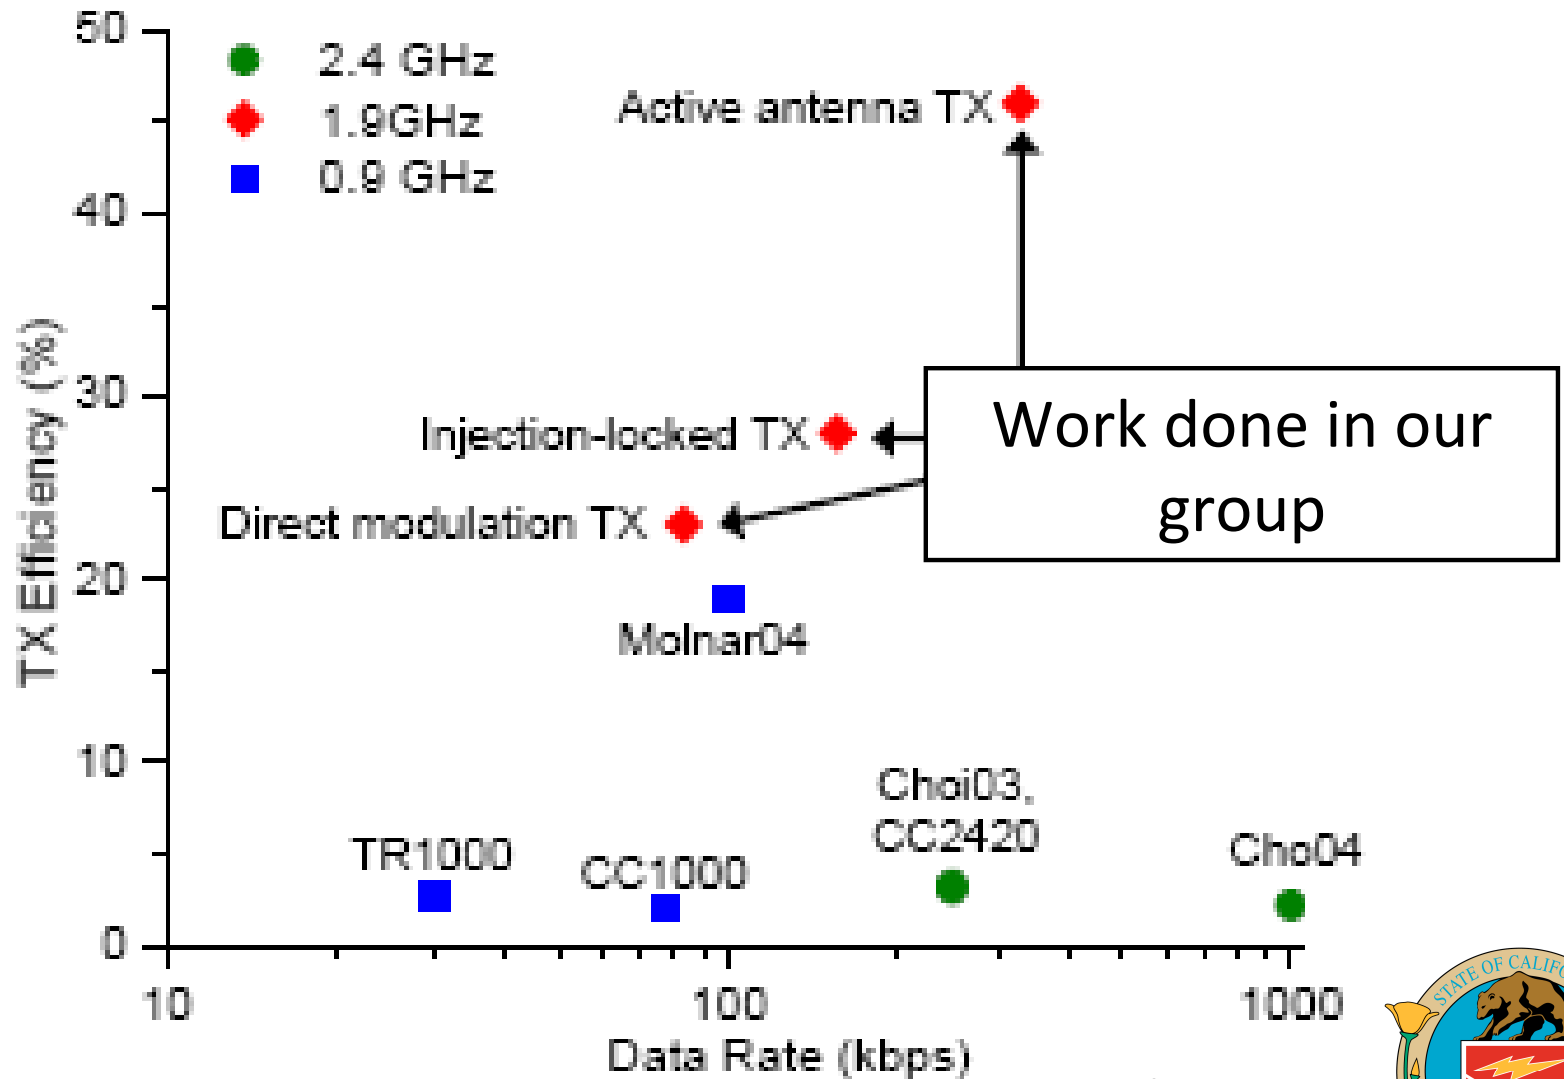 50
2.4 GHz
1.9GHz
0.9 GHz
Active antenna TX
40
TX Efficiency (%)
30
Injection-locked TX
Work done in our
group
Direct modulation TX
20
Molnar04
10
Choi03,
CC2420
TR1000
CC1000
Cho04
0
10
100
1000
Data Rate (kbps)
STATE OF